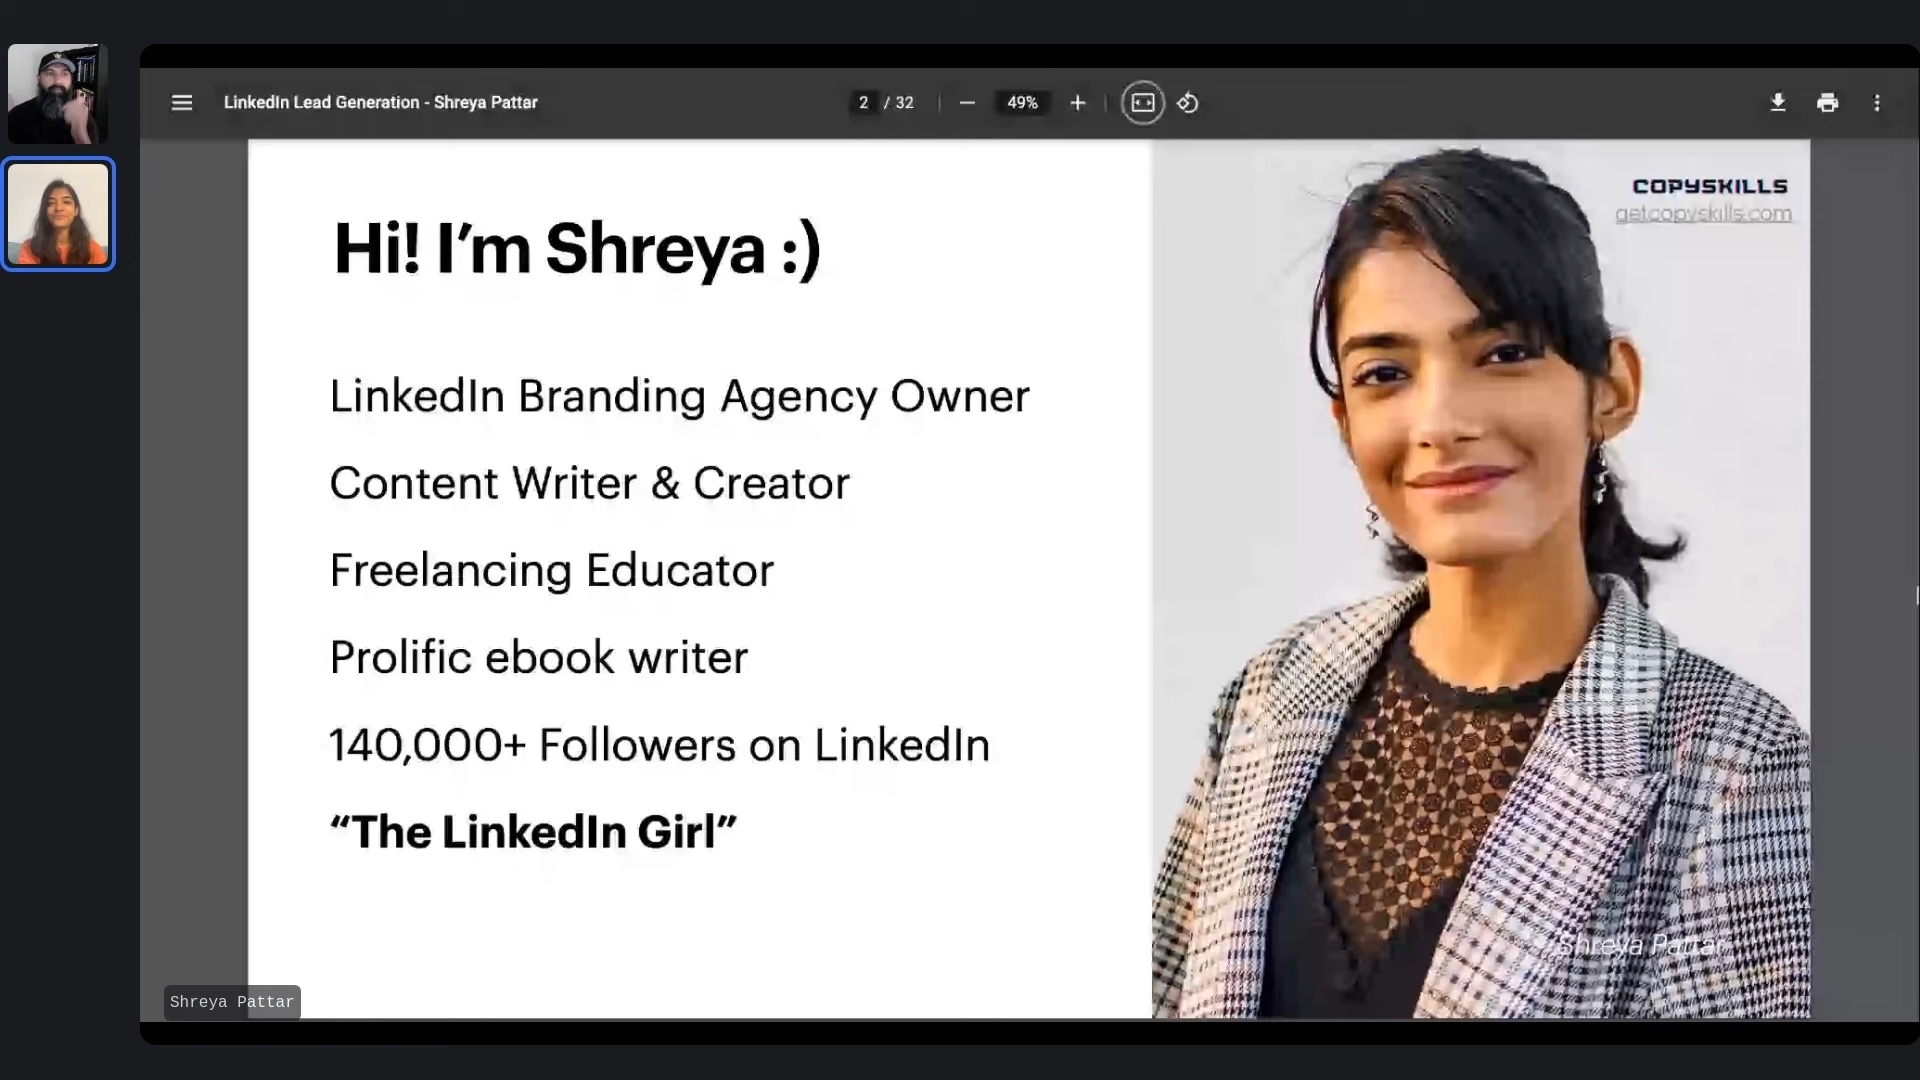 LinkedIn Lead Generation - Shreya Pattar
2 / 32
49%
COPYSKILLS
getcopyskills.com
Hi! I’m Shreya :)
LinkedIn Branding Agency Owner
Content Writer & Creator
Freelancing Educator
Prolific ebook writer
140,000+ Followers on LinkedIn
“The LinkedIn Girl”
Shreya Pattar
Shreya Pattar